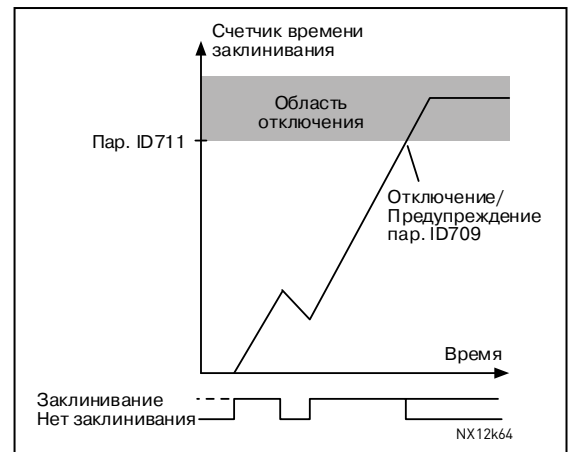 Счетчик времени
заклинивания
Область
отключения
Пар. ID711
Отключение/
Предупреждение
пар. ID709
Время
Заклинивание
Нет заклинивания
NX12k64